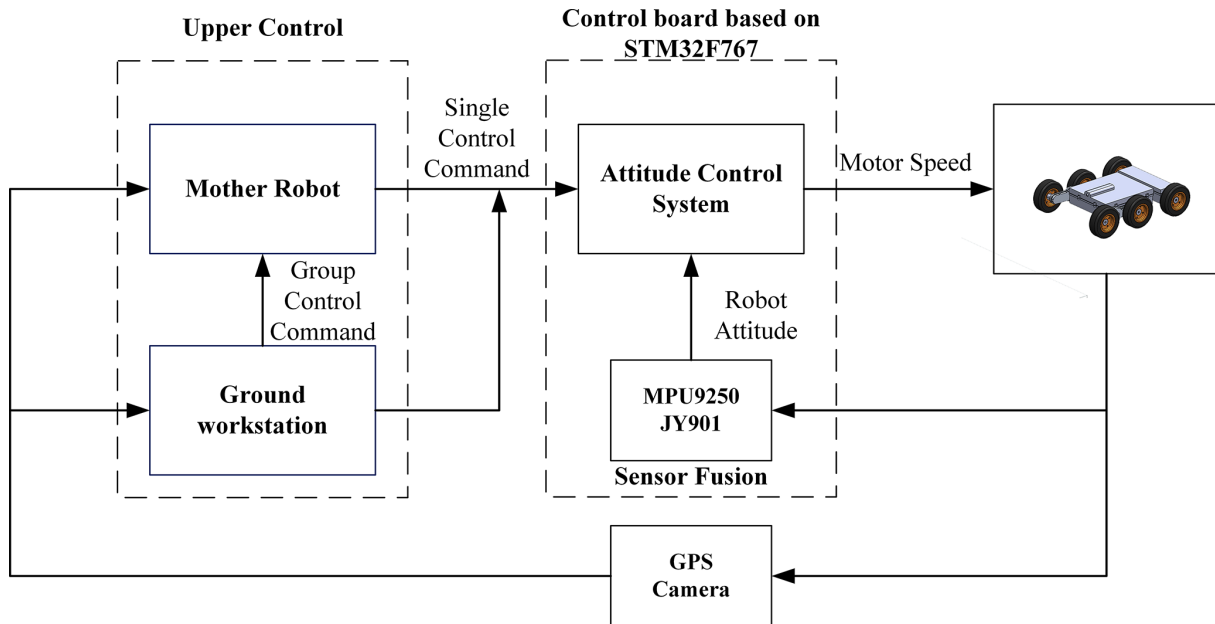 Upper Control
Control board based on
STM32F767
Single
Control
Command
Mother Robot
Attitude Control
System
Motor Speed
Group
Control
Command
Robot
Attitude
Ground
workstation
MPU9250
JY901
Sensor Fusion
GPS
Camera